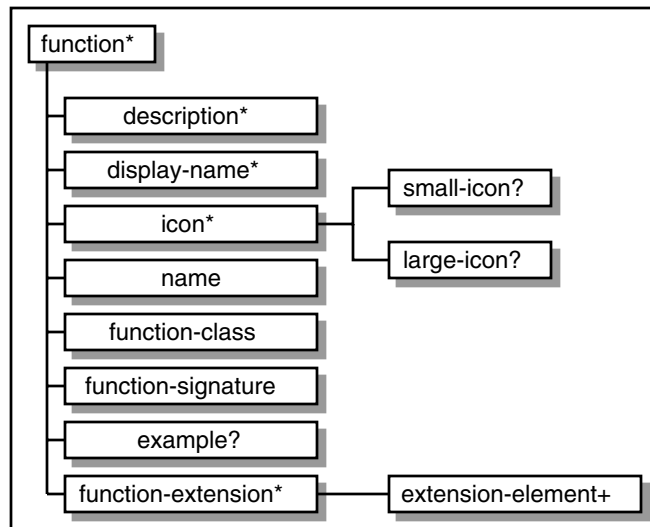 function*
description*
display-name*
small-icon?
icon*
large-icon?
name
function-class
function-signature
example?
function-extension*
extension-element+